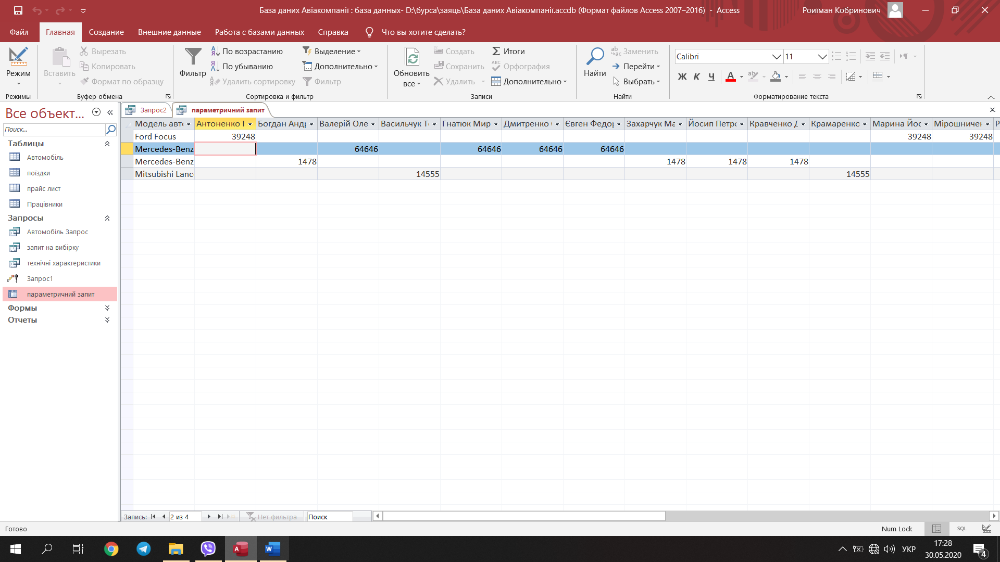 База даних Авіакомпанії : база данных- D:\бурса\заяць\База даних Авіакомпанії.accdb (Формат файлов Access 2007–2016) - Access
Роиїман Кобринович
Файл Главная Создание Внешние данные Работа с базами данных Справка Что вы хотите сделать?
Режим
Режимы
Вставить
Вырезать
Копировать
Формат по образцу
Буфер обмена
Фильтр
По возрастанию
По убыванию
Удалить сортировку
Выделение
Дополнительно
Фильтр
Сортировка и фильтр
Обновить
все
Создать
Сохранить
Удалить
Итоги
Орфография
Дополнительно
Записи
Найти
Заменить
Перейти
Выбрать
Найти
Calibri 11
Ж К Ч
Форматирование текста
Все объект...
Поиск...
Таблицы
Автомобіль
поїздки
прайс лист
Працівники
Запросы
Автомобіль Запрос
запит на вибірку
технічні характеристики
Запрос1
параметричний запит
Формы
Отчеты
Запрос2 параметричний запит
Модель авто Антоненко І Богдан Андр Валерій Оле Васильчук Т Гнатюк Мир Дмитренко Євген Федор Захарчук Ма Йосип Петро Кравченко Д Крамаренко Марина Йос Мірошничен
Ford Focus 39248 39248 39248
Mercedes-Benz 64646 64646 64646 64646
Mercedes-Benz 1478 1478 1478 1478
Mitsubishi Lanc 14555 14555
Запись: 2 из 4 Нет фильтра Поиск
Готово Num Lock SQL
УКР 17:28
30.05.2020 4